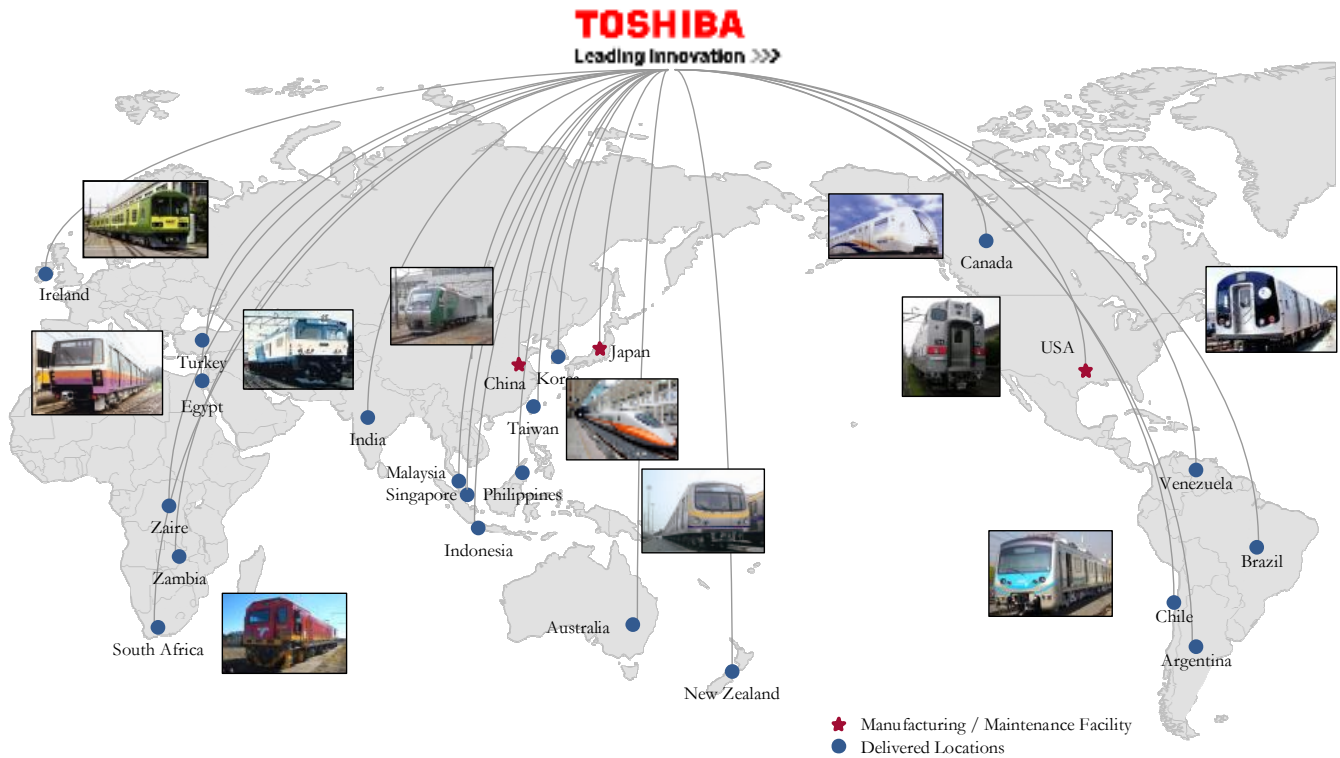 TOSHIBA
Leading Innovation >>>
Ireland
Turkey
Egypt
Zaire
Zambia
South Africa
India
China
Korea
Japan
Taiwan
Malaysia
Singapore
Philippines
Indonesia
Australia
New Zealand
Canada
USA
Venezuela
Brazil
Chile
Argentina
Manufacturing / Maintenance Facility
Delivered Locations